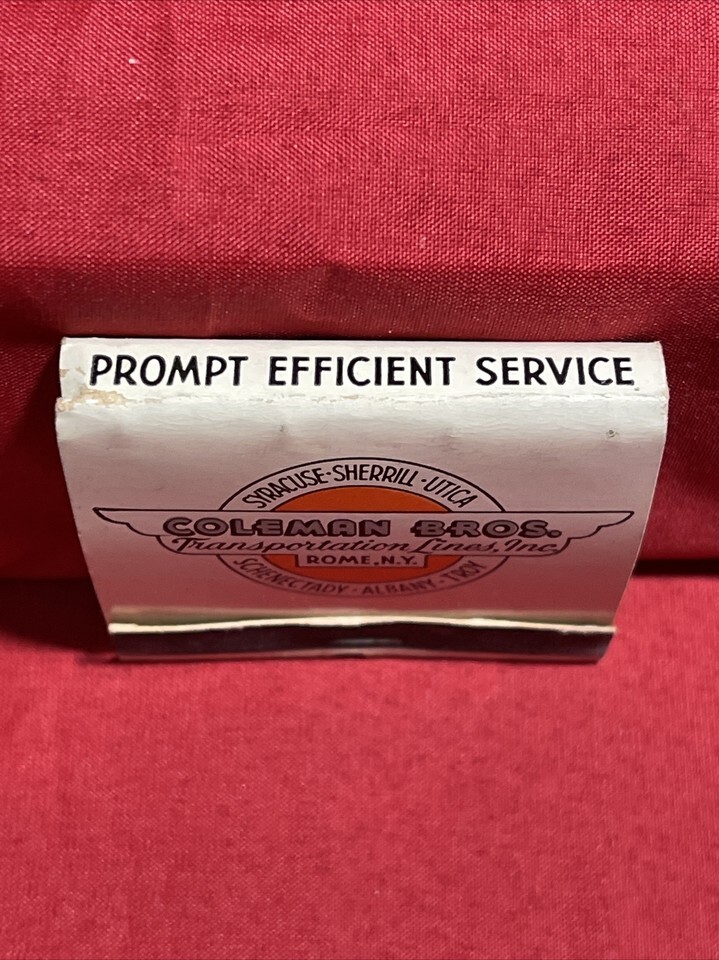 PROMPT EFFICIENT SERVICE
SYRACUSE·SHERRILL·UTICA
COLEMAN BROS.
Transportation Lines, Inc.
ROME, N.Y.
SCHENECTADY·ALBANY·TROY